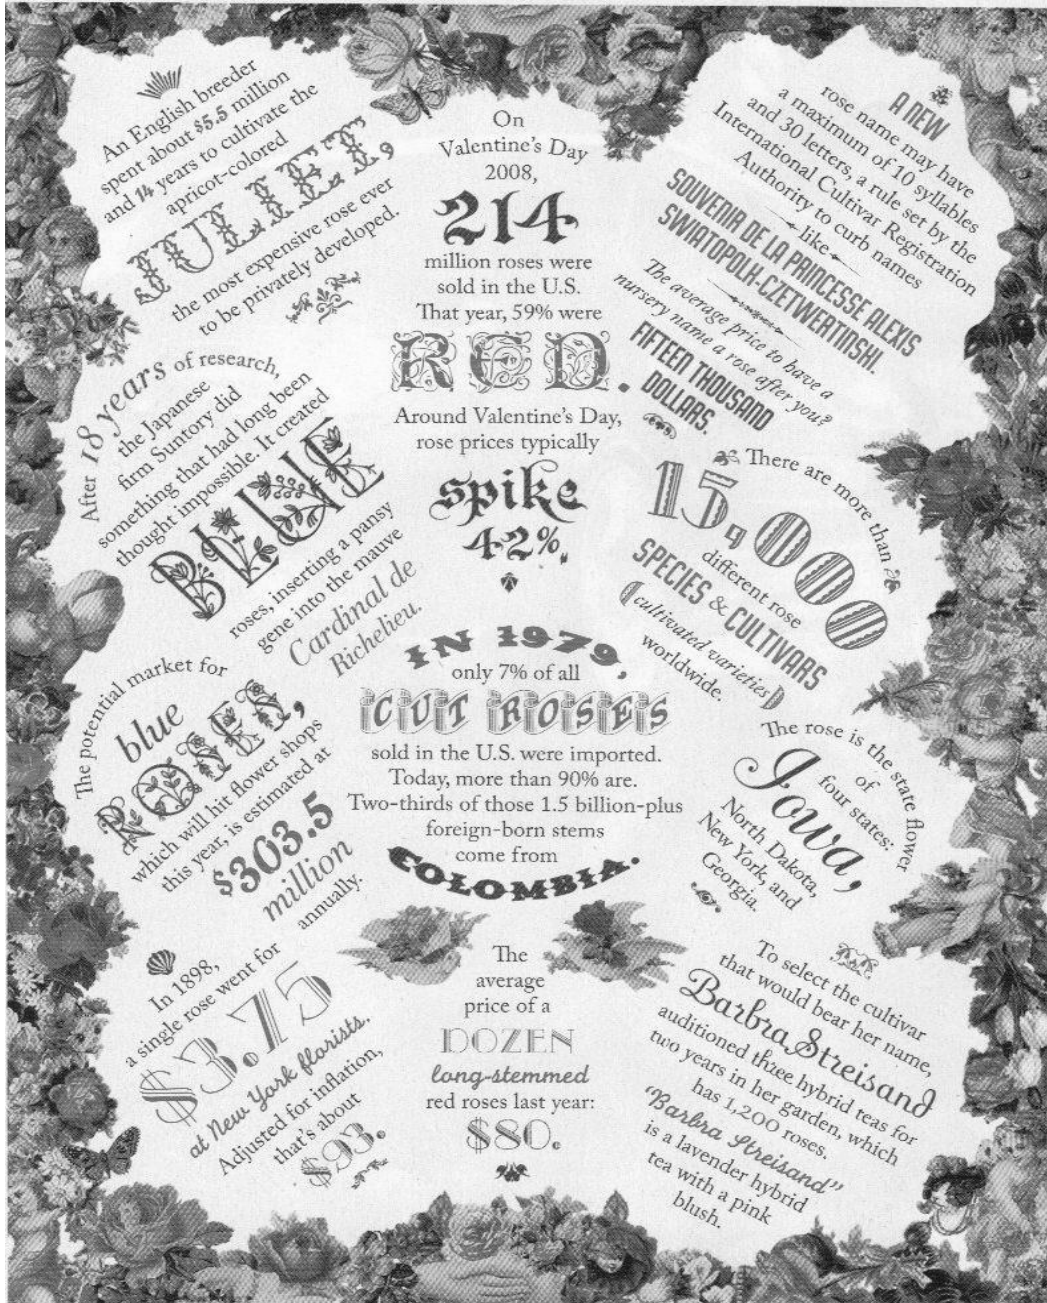 An English breeder
spent about $5.5 million
and 14 years to cultivate the
apricot-colored
JULIET,
the most expensive rose ever
to be privately developed.
On
Valentine's Day
2008,
214
million roses were
sold in the U.S.
That year, 59% were
RED.
Around Valentine's Day,
rose prices typically
spike
42%.
A NEW
rose name may have
a maximum of 10 syllables
and 30 letters, a rule set by the
International Cultivar Registration
Authority to curb names
like
SOUVENIR DE LA PRINCESSE ALEXIS
SWIATOPOLK-CZETWERTINSKI.
The average price to have a
nursery name a rose after you?
FIFTEEN THOUSAND
DOLLARS.
After 18 years of research,
the Japanese
firm Suntory did
something that had long been
thought impossible. It created
BLUE
roses, inserting a pansy
gene into the mauve
Cardinal de
Richelieu.
There are more than
15,000
different rose
SPECIES & CULTIVARS
(cultivated varieties)
worldwide.
The potential market for
blue
ROSES,
which will hit flower shops
this year, is estimated at
$303.5
million
annually.
IN 1979,
only 7% of all
CUT ROSES
sold in the U.S. were imported.
Today, more than 90% are.
Two-thirds of those 1.5 billion-plus
foreign-born stems
come from
COLOMBIA.
The rose is the state flower
of
four states:
Iowa,
North Dakota,
New York, and
Georgia.
In 1898,
a single rose went for
$3.75
at New York florists.
Adjusted for inflation,
that's about
$93.
The
average
price of a
DOZEN
long-stemmed
red roses last year:
$80.
To select the cultivar
that would bear her name,
Barbra Streisand
auditioned three hybrid teas for
two years in her garden, which
has 1,200 roses.
"Barbra Streisand"
is a lavender hybrid
tea with a pink
blush.